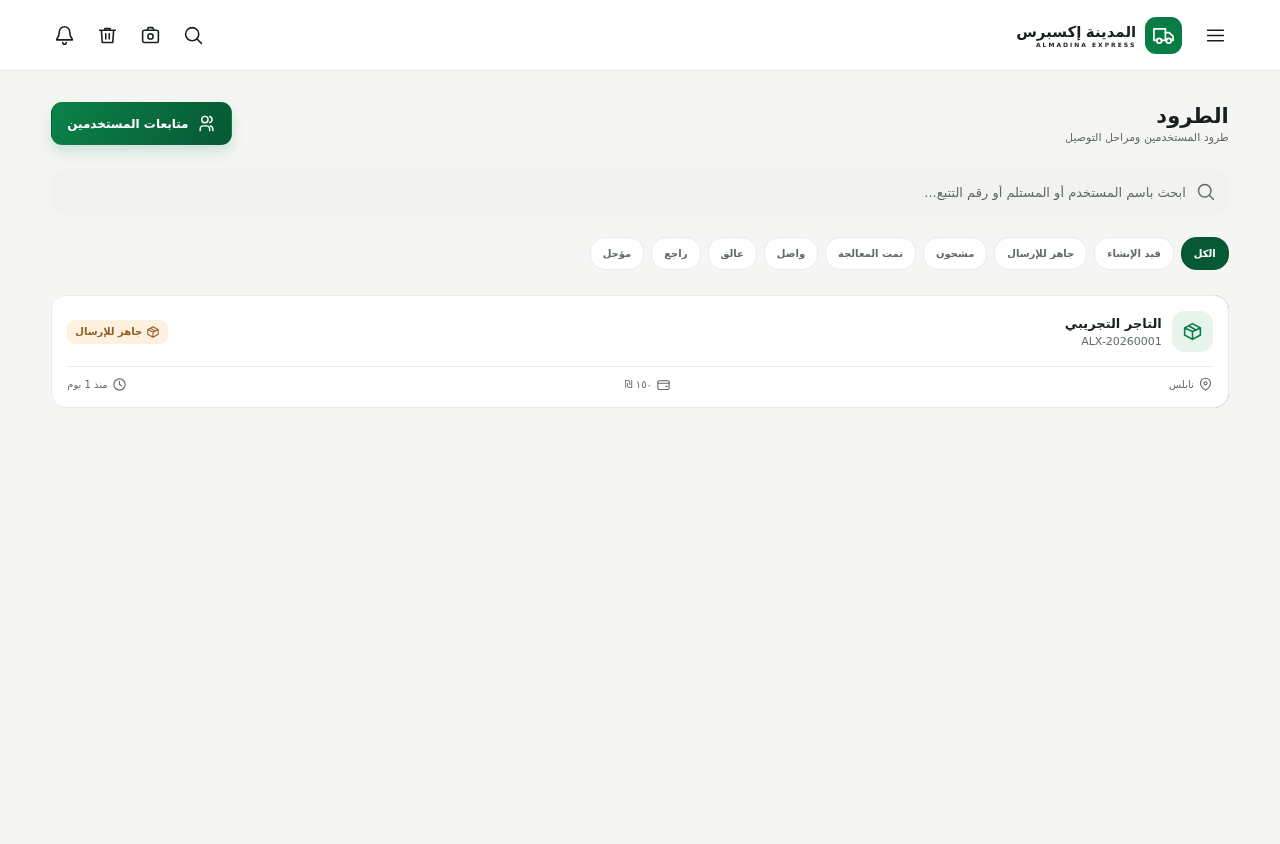 المدينة إكسبرس
ALMADINA EXPRESS
الطرود
طرود المستخدمين ومراحل التوصيل
متابعات المستخدمين
ابحث باسم المستخدم أو المستلم أو رقم التتبع...
الكل
قيد الإنشاء
جاهز للإرسال
مشحون
تمت المعالجة
واصل
عالق
راجع
مؤجل
التاجر التجريبي
ALX-20260001
جاهز للإرسال
نابلس
١٥٠ ₪
منذ 1 يوم